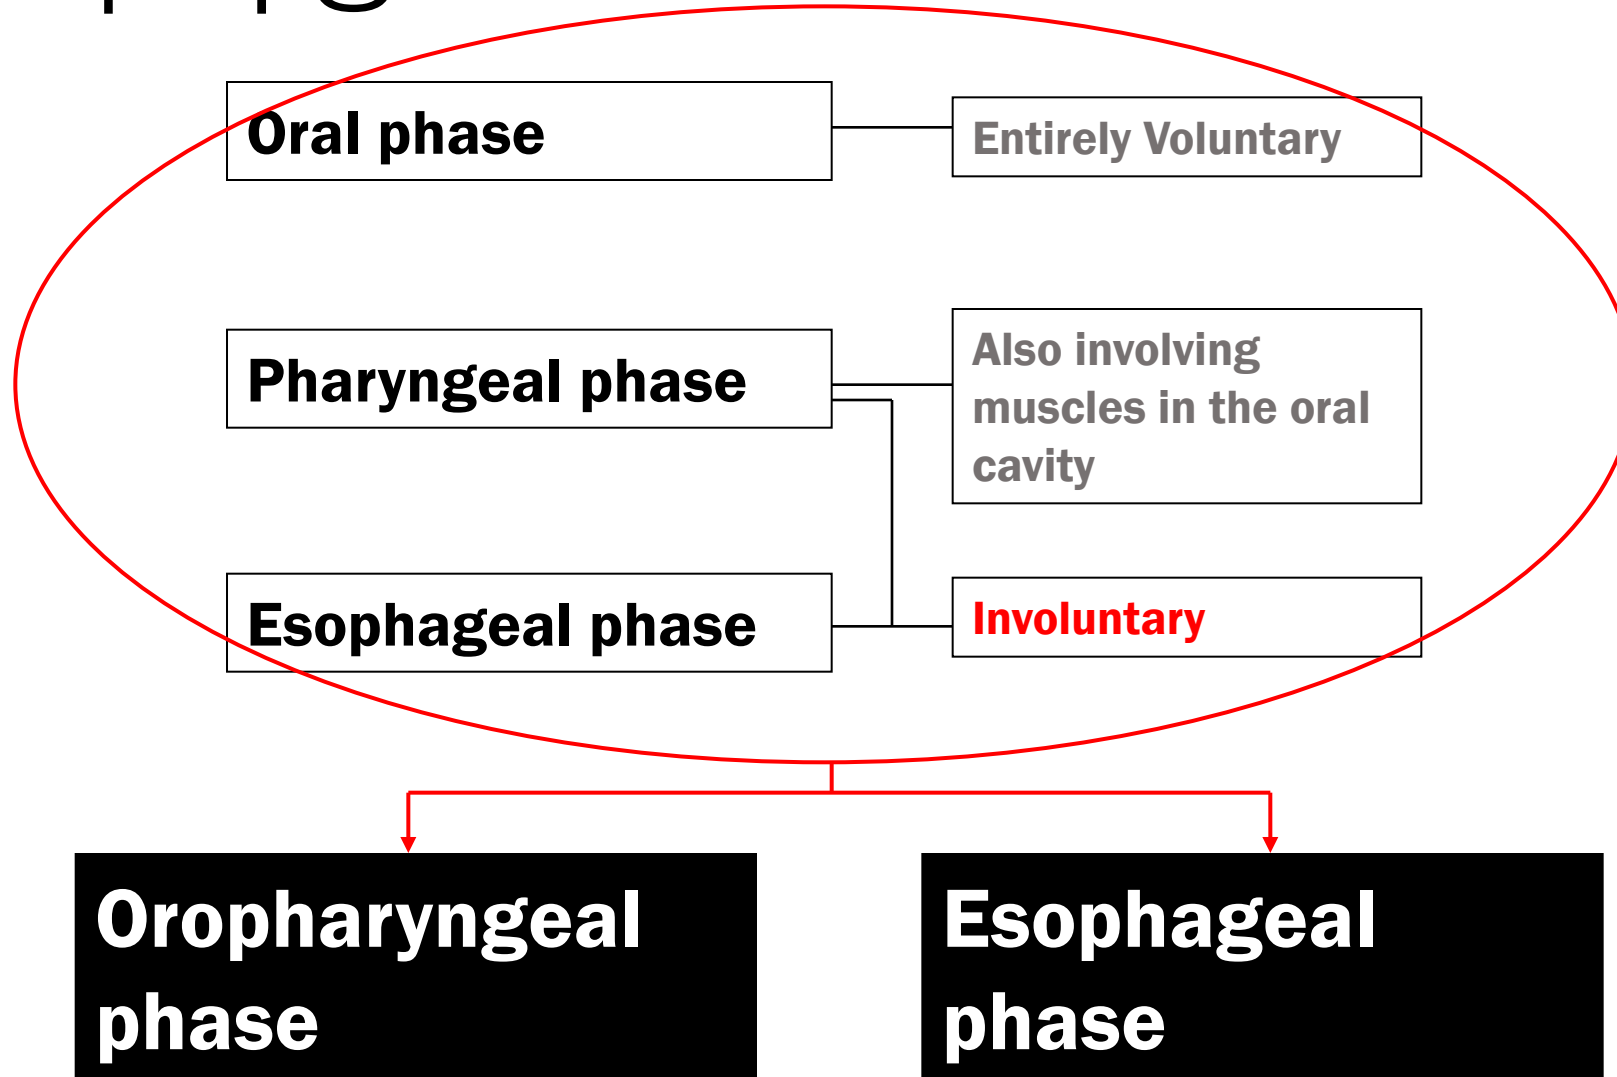 Oral phase
Entirely Voluntary
Pharyngeal phase
Also involving
muscles in the oral
cavity
Esophageal phase
Involuntary
Oropharyngeal
phase
Esophageal
phase